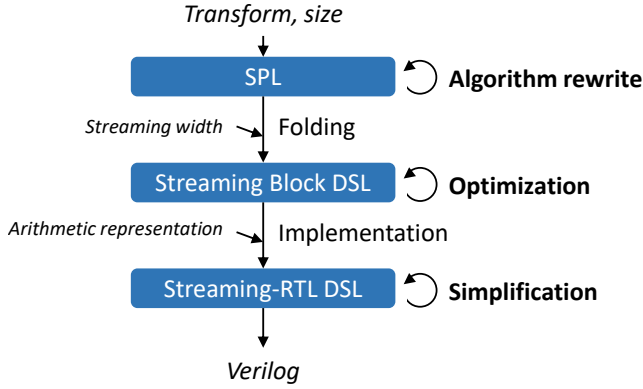 Transform, size
SPL
Algorithm rewrite
Streaming width
Folding
Streaming Block DSL
Optimization
Arithmetic representation
Implementation
Streaming-RTL DSL
Simplification
Verilog